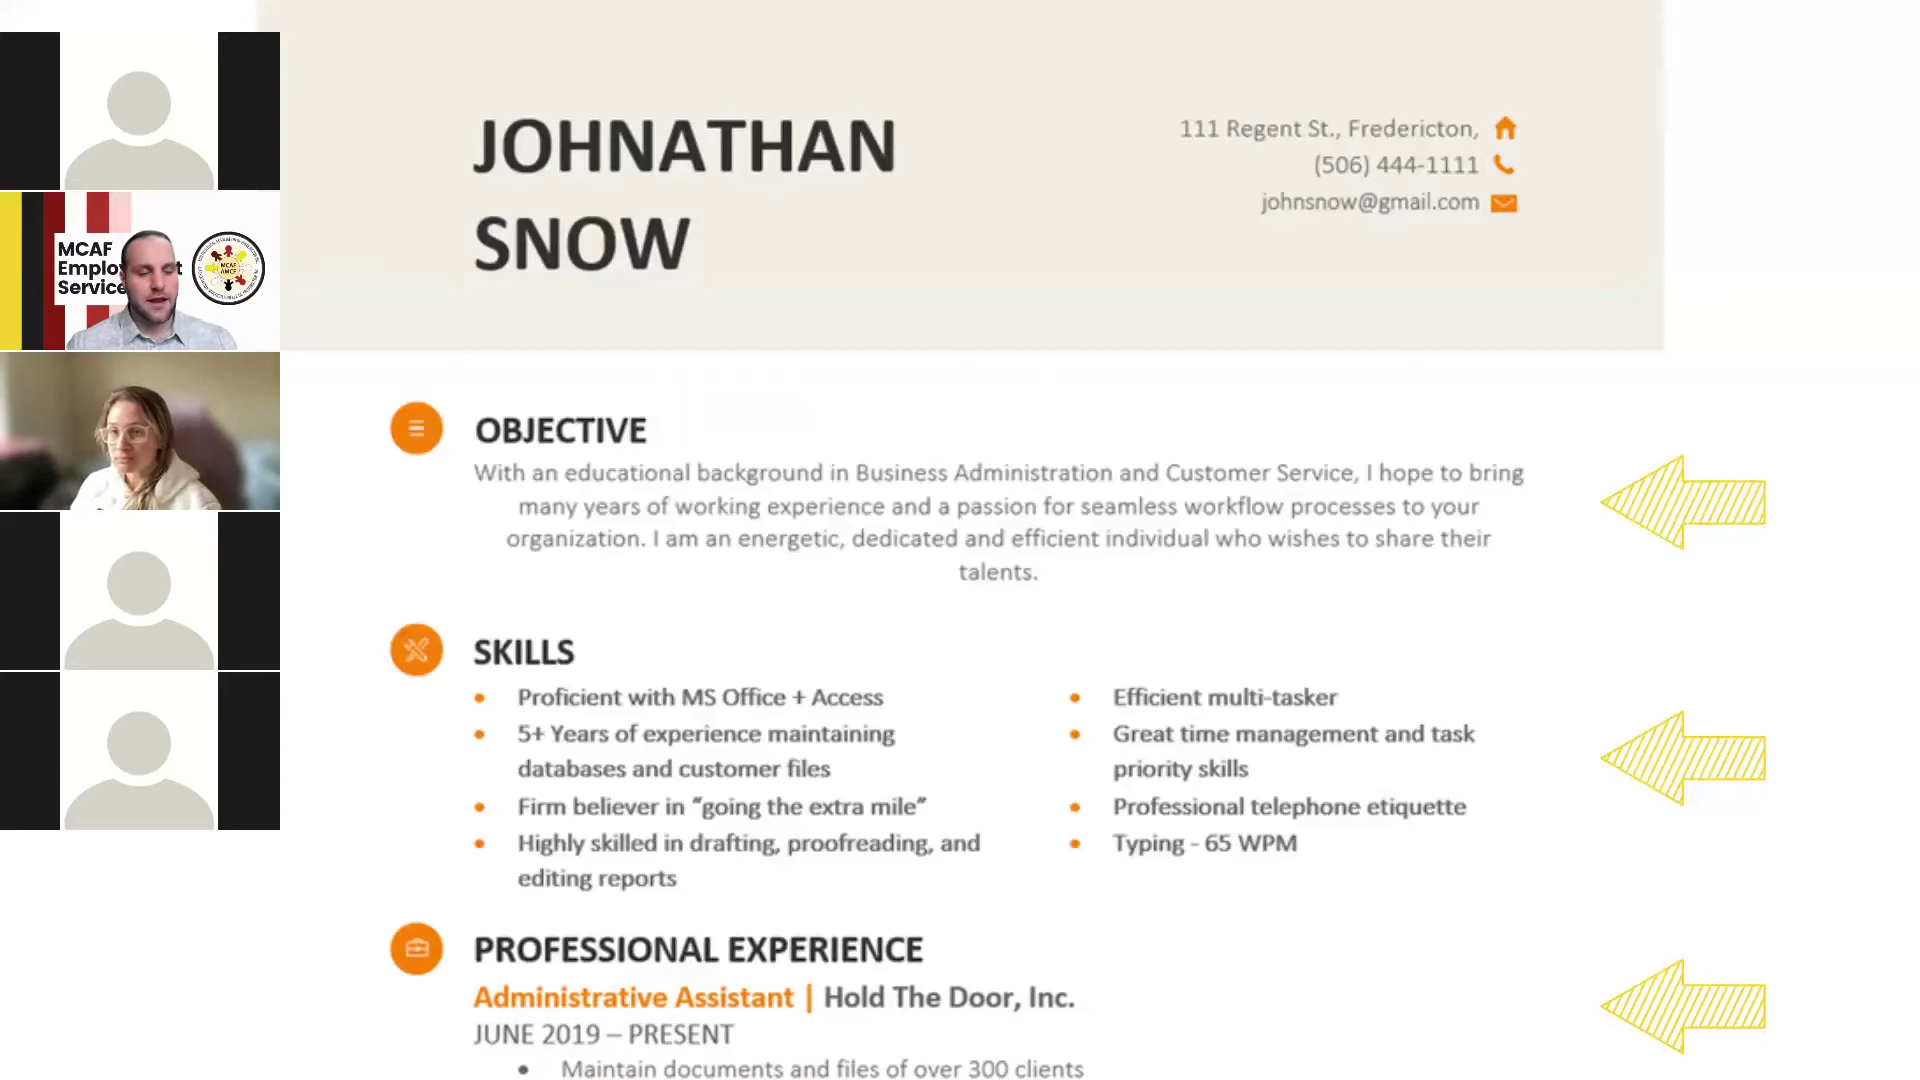 JOHNATHAN
SNOW
111 Regent St., Fredericton,
(506) 444-1111
johnsnow@gmail.com
MCAF
Service
MCAF
AMCF
OBJECTIVE
With an educational background in Business Administration and Customer Service, I hope to bring
many years of working experience and a passion for seamless workflow processes to your
organization. I am an energetic, dedicated and efficient individual who wishes to share their
talents.
SKILLS
• Proficient with MS Office + Access
• 5+ Years of experience maintaining
databases and customer files
• Firm believer in "going the extra mile"
• Highly skilled in drafting, proofreading, and
editing reports
• Efficient multi-tasker
• Great time management and task
priority skills
• Professional telephone etiquette
• Typing - 65 WPM
PROFESSIONAL EXPERIENCE
Administrative Assistant | Hold The Door, Inc.
JUNE 2019 – PRESENT
• Maintain documents and files of over 300 clients